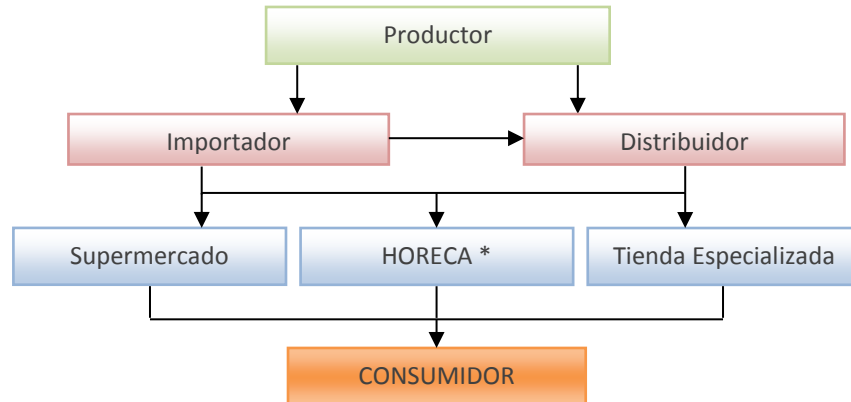 Productor
Importador
Distribuidor
Supermercado
HORECA *
Tienda Especializada
CONSUMIDOR